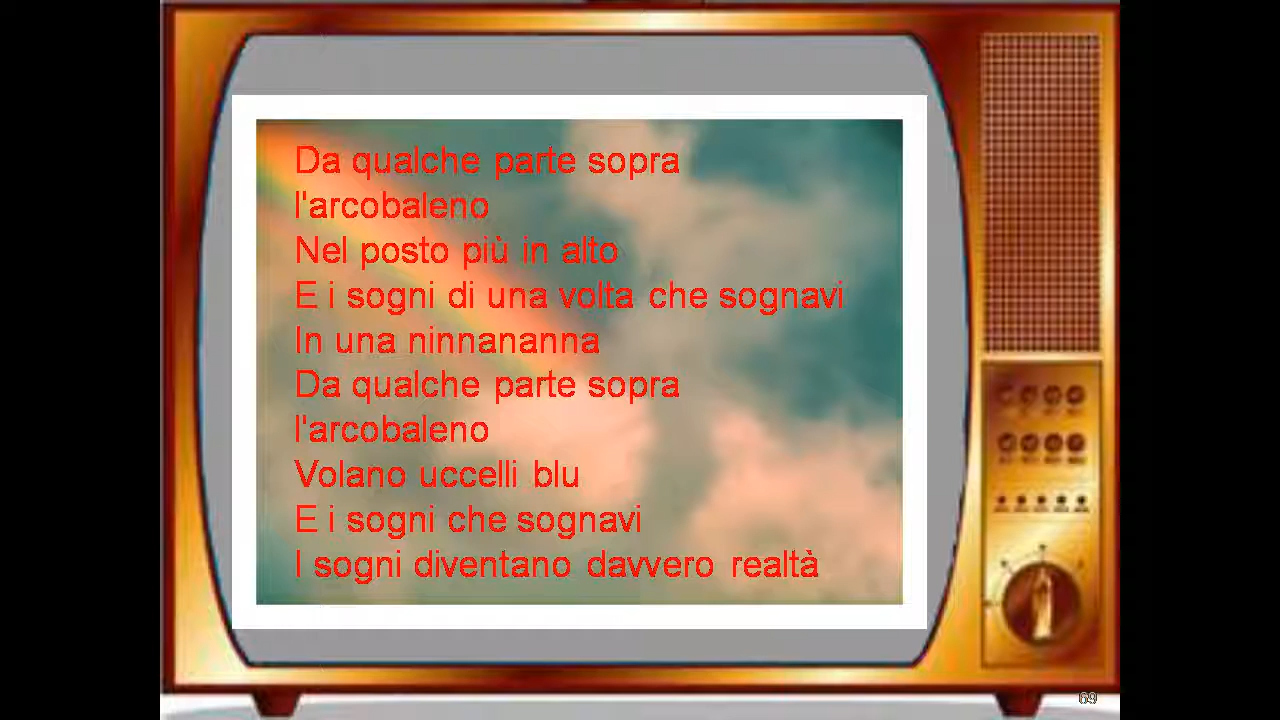 Da qualche parte sopra
l'arcobaleno
Nel posto più in alto
E i sogni di una volta che sognavi
In una ninnananna
Da qualche parte sopra
l'arcobaleno
Volano uccelli blu
E i sogni che sognavi
I sogni diventano davvero realtà
69